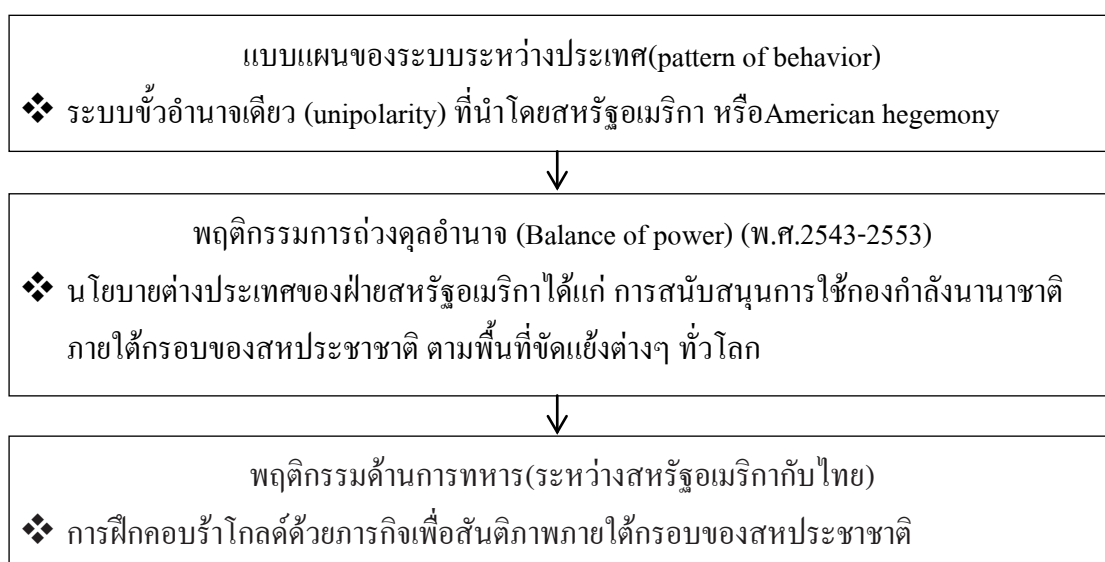 แบบแผนของระบบระหว่างประเทศ(pattern of behavior)
❖ ระบบขั้วอำนาจเดียว (unipolarity) ที่นำโดยสหรัฐอเมริกา หรือAmerican hegemony
พฤติกรรมการถ่วงดุลอำนาจ (Balance of power) (พ.ศ.2543-2553)
❖ นโยบายต่างประเทศของฝ่ายสหรัฐอเมริกาได้แก่ การสนับสนุนการใช้กองกำลังนานาชาติ
ภายใต้กรอบของสหประชาชาติ ตามพื้นที่ขัดแย้งต่างๆ ทั่วโลก
พฤติกรรมด้านการทหาร(ระหว่างสหรัฐอเมริกากับไทย)
❖ การฝึกคอบร้าโกลด์ด้วยภารกิจเพื่อสันติภาพภายใต้กรอบของสหประชาชาติ